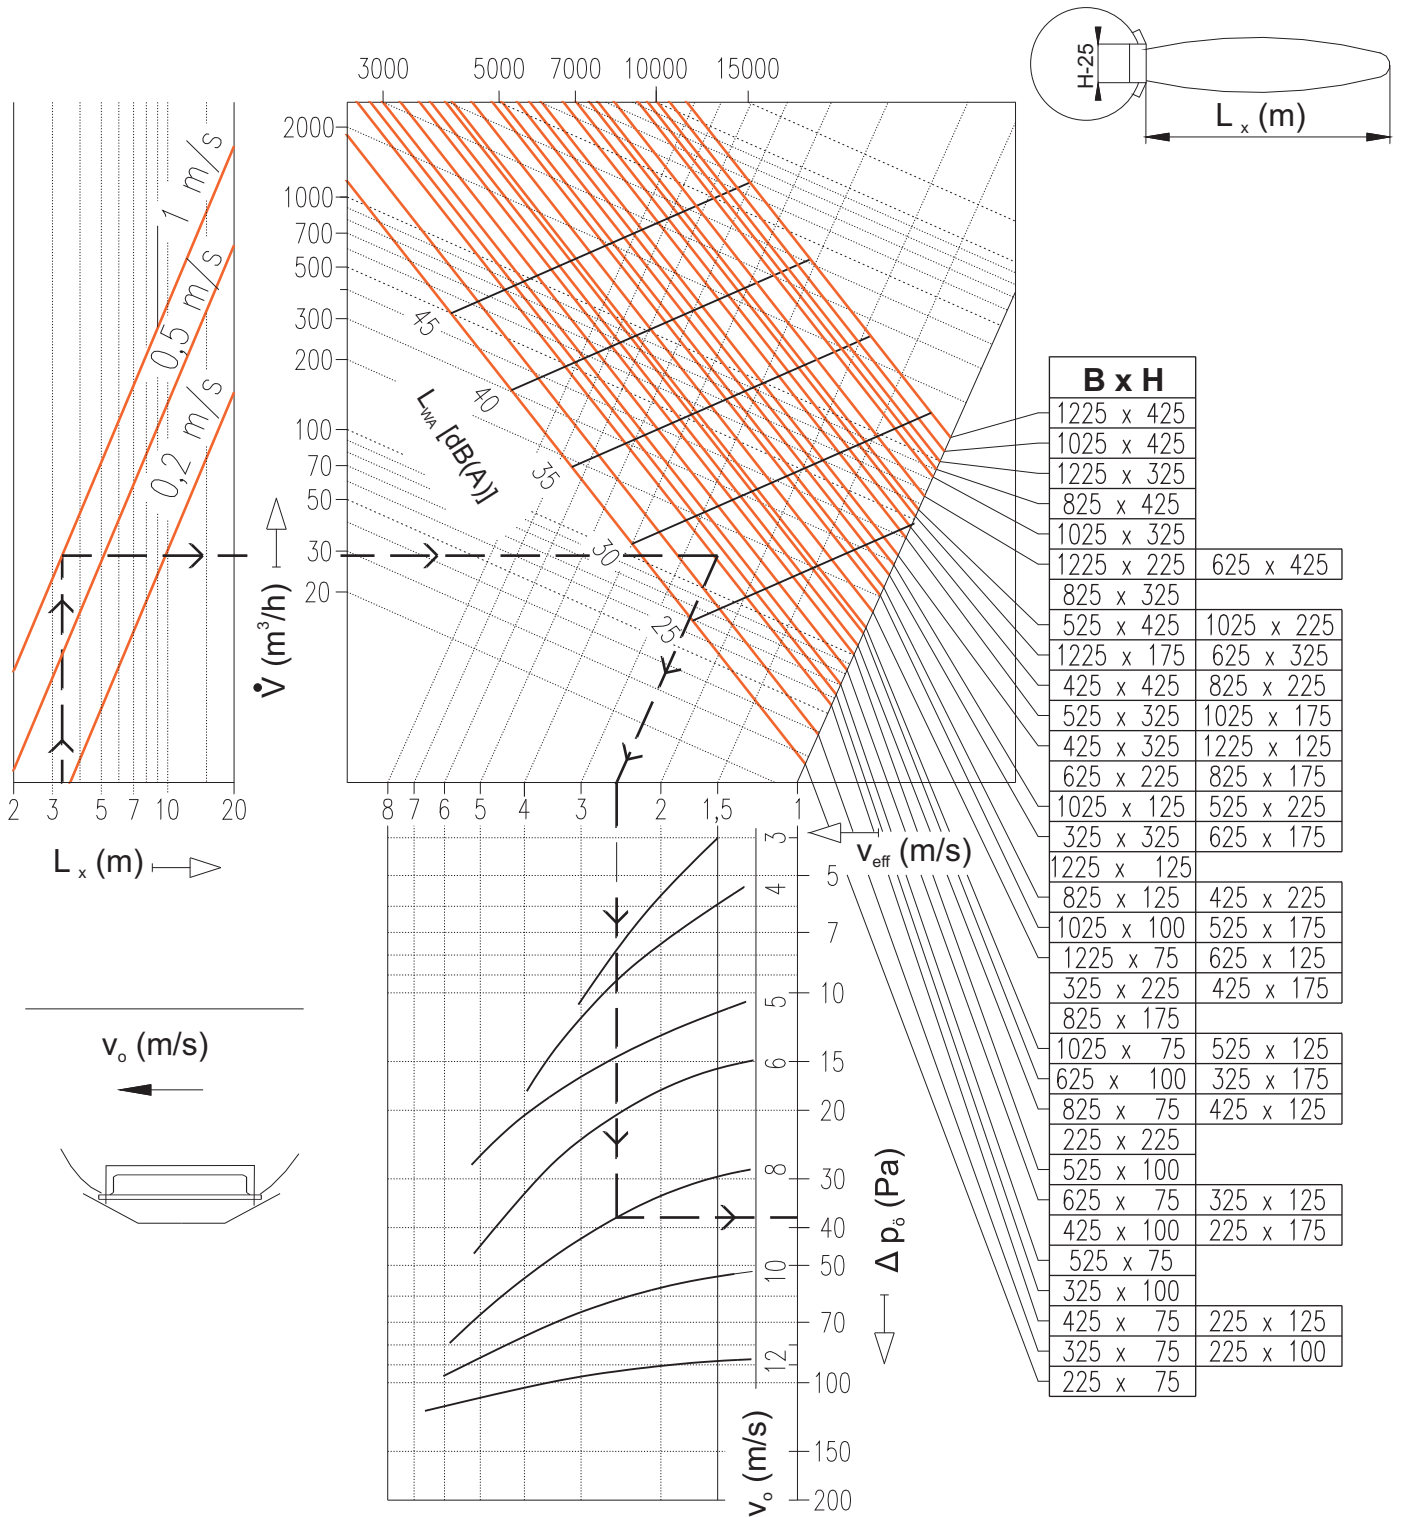 3000 5000 7000 10000 15000
H-25
L x (m)
2000
1000
700
500
300
200
100
70
50
30
20
V̇ (m³/h)
1 m/s
0,5 m/s
0,2 m/s
2 3 5 7 10 20
L x (m)
45
40
35
30
25
LWA [dB(A)]
8 7 6 5 4 3 2 1,5 1
veff (m/s)
3
4
5
6
8
10
12
vo (m/s)
5
7
10
15
20
30
40
50
70
100
150
200
Δ pö (Pa)
vo (m/s)
B x H
1225 x 425
1025 x 425
1225 x 325
825 x 425
1025 x 325
1225 x 225 625 x 425
825 x 325
525 x 425 1025 x 225
1225 x 175 625 x 325
425 x 425 825 x 225
525 x 325 1025 x 175
425 x 325 1225 x 125
625 x 225 825 x 175
1025 x 125 525 x 225
325 x 325 625 x 175
1225 x 125
825 x 125 425 x 225
1025 x 100 525 x 175
1225 x 75 625 x 125
325 x 225 425 x 175
825 x 175
1025 x 75 525 x 125
625 x 100 325 x 175
825 x 75 425 x 125
225 x 225
525 x 100
625 x 75 325 x 125
425 x 100 225 x 175
525 x 75
325 x 100
425 x 75 225 x 125
325 x 75 225 x 100
225 x 75